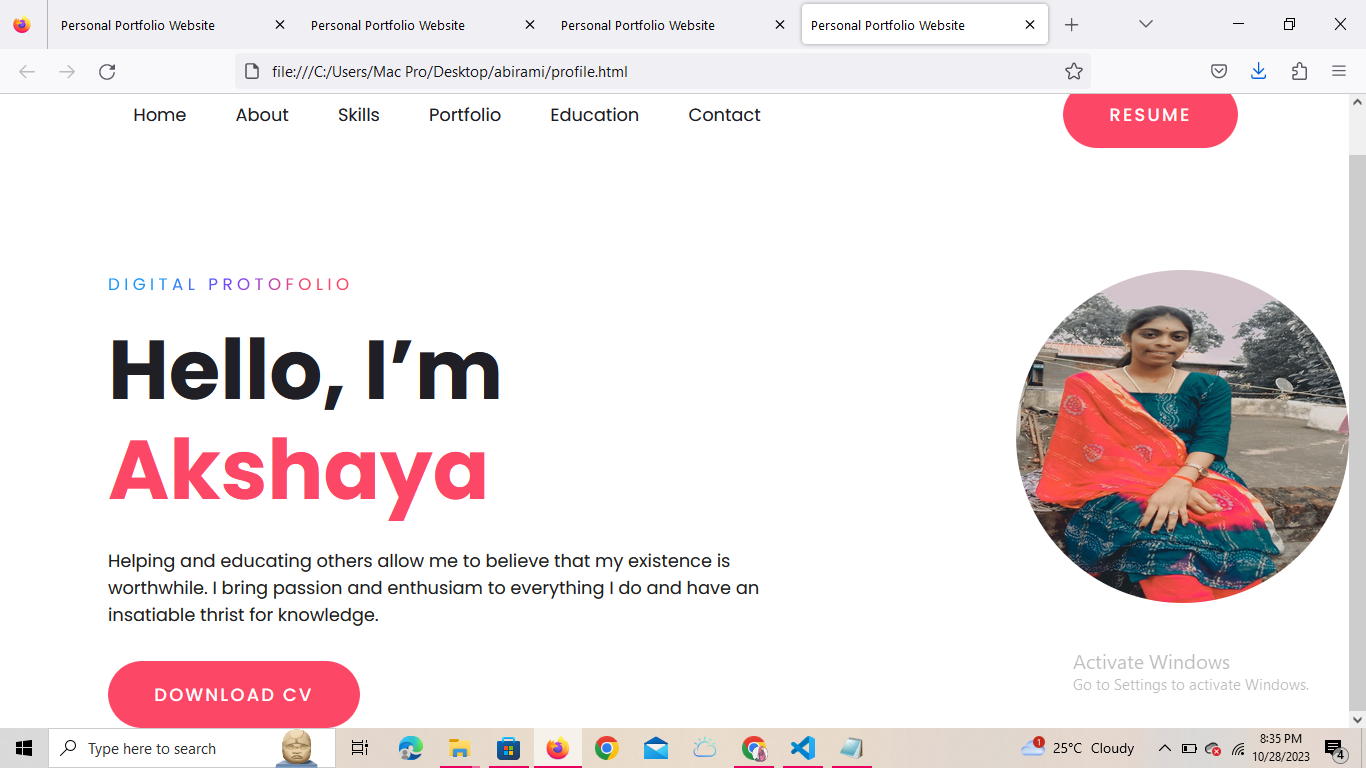 Personal Portfolio Website
Personal Portfolio Website
Personal Portfolio Website
Personal Portfolio Website
file:///C:/Users/Mac Pro/Desktop/abirami/profile.html
Home About Skills Portfolio Education Contact
RESUME
DIGITAL PROTOFOLIO
Hello, I’m
Akshaya
Helping and educating others allow me to believe that my existence is
worthwhile. I bring passion and enthusiam to everything I do and have an
insatiable thrist for knowledge.
DOWNLOAD CV
Activate Windows
Go to Settings to activate Windows.
Type here to search
1
25°C Cloudy
8:35 PM
10/28/2023
4